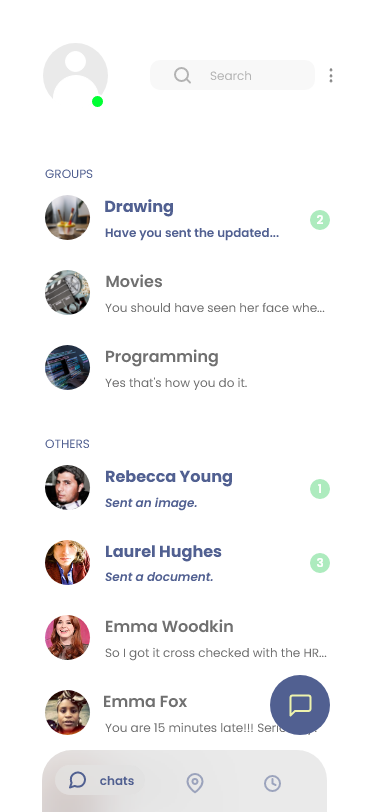 Search
GROUPS
Drawing
2
Have you sent the updated...
Movies
You should have seen her face whe...
Programming
Yes that's how you do it.
OTHERS
Rebecca Young
1
Sent an image.
Laurel Hughes
3
Sent a document.
Emma Woodkin
So I got it cross checked with the HR...
Emma Fox
You are 15 minutes late!!!
chats